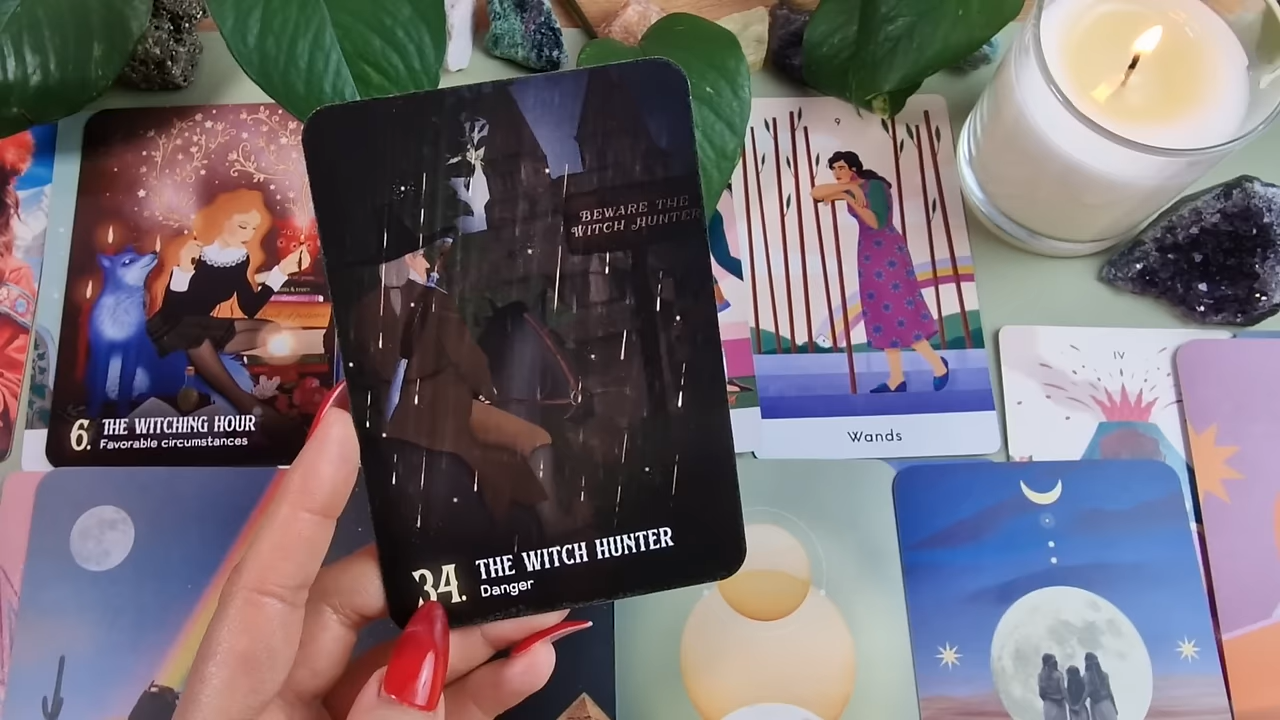 BEWARE THE
WITCH HUNTER
34. THE WITCH HUNTER
Danger
6. THE WITCHING HOUR
Favorable circumstances
9
Wands
IV